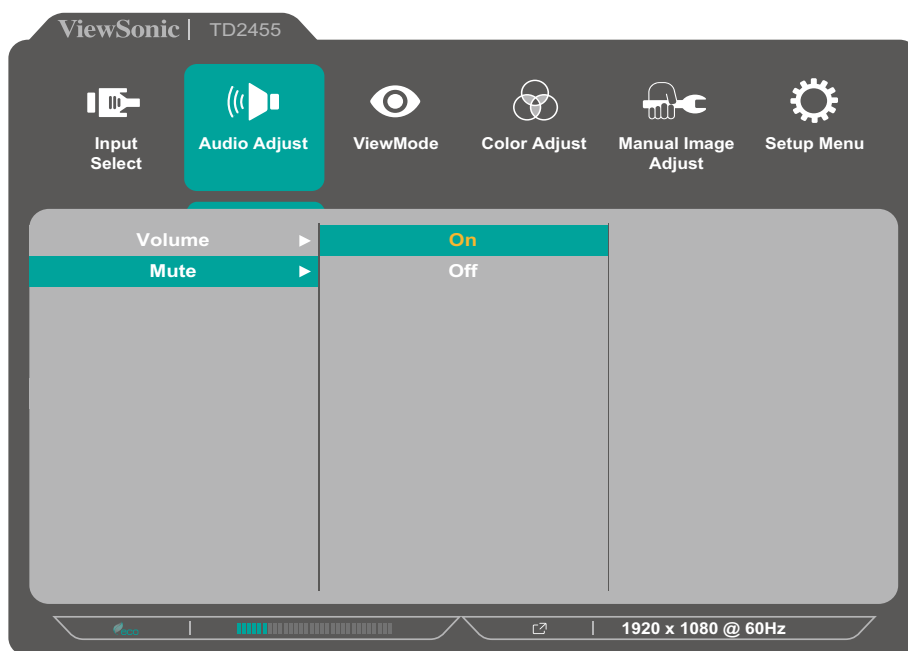 ViewSonic | TD2455
Input Select
Audio Adjust
ViewMode
Color Adjust
Manual Image Adjust
Setup Menu
Volume
On
Mute
Off
eco
1920 x 1080 @ 60Hz